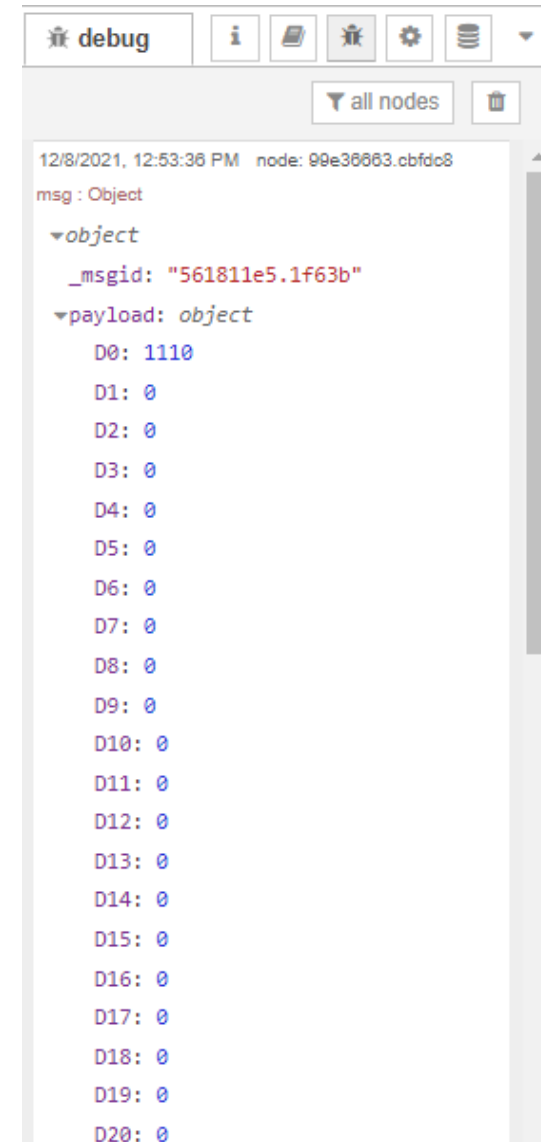 debug
i
all nodes
12/8/2021, 12:53:36 PM node: 99e36663.cbfdc8
msg : Object
object
_msgid: "561811e5.1f63b"
payload: object
D0: 1110
D1: 0
D2: 0
D3: 0
D4: 0
D5: 0
D6: 0
D7: 0
D8: 0
D9: 0
D10: 0
D11: 0
D12: 0
D13: 0
D14: 0
D15: 0
D16: 0
D17: 0
D18: 0
D19: 0
D20: 0